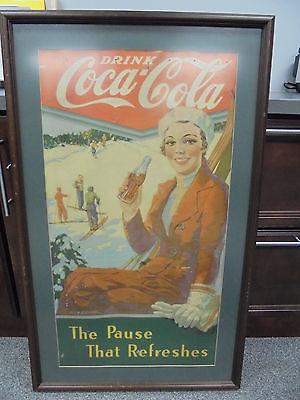 DRINK
Coca-Cola
The Pause
That Refreshes